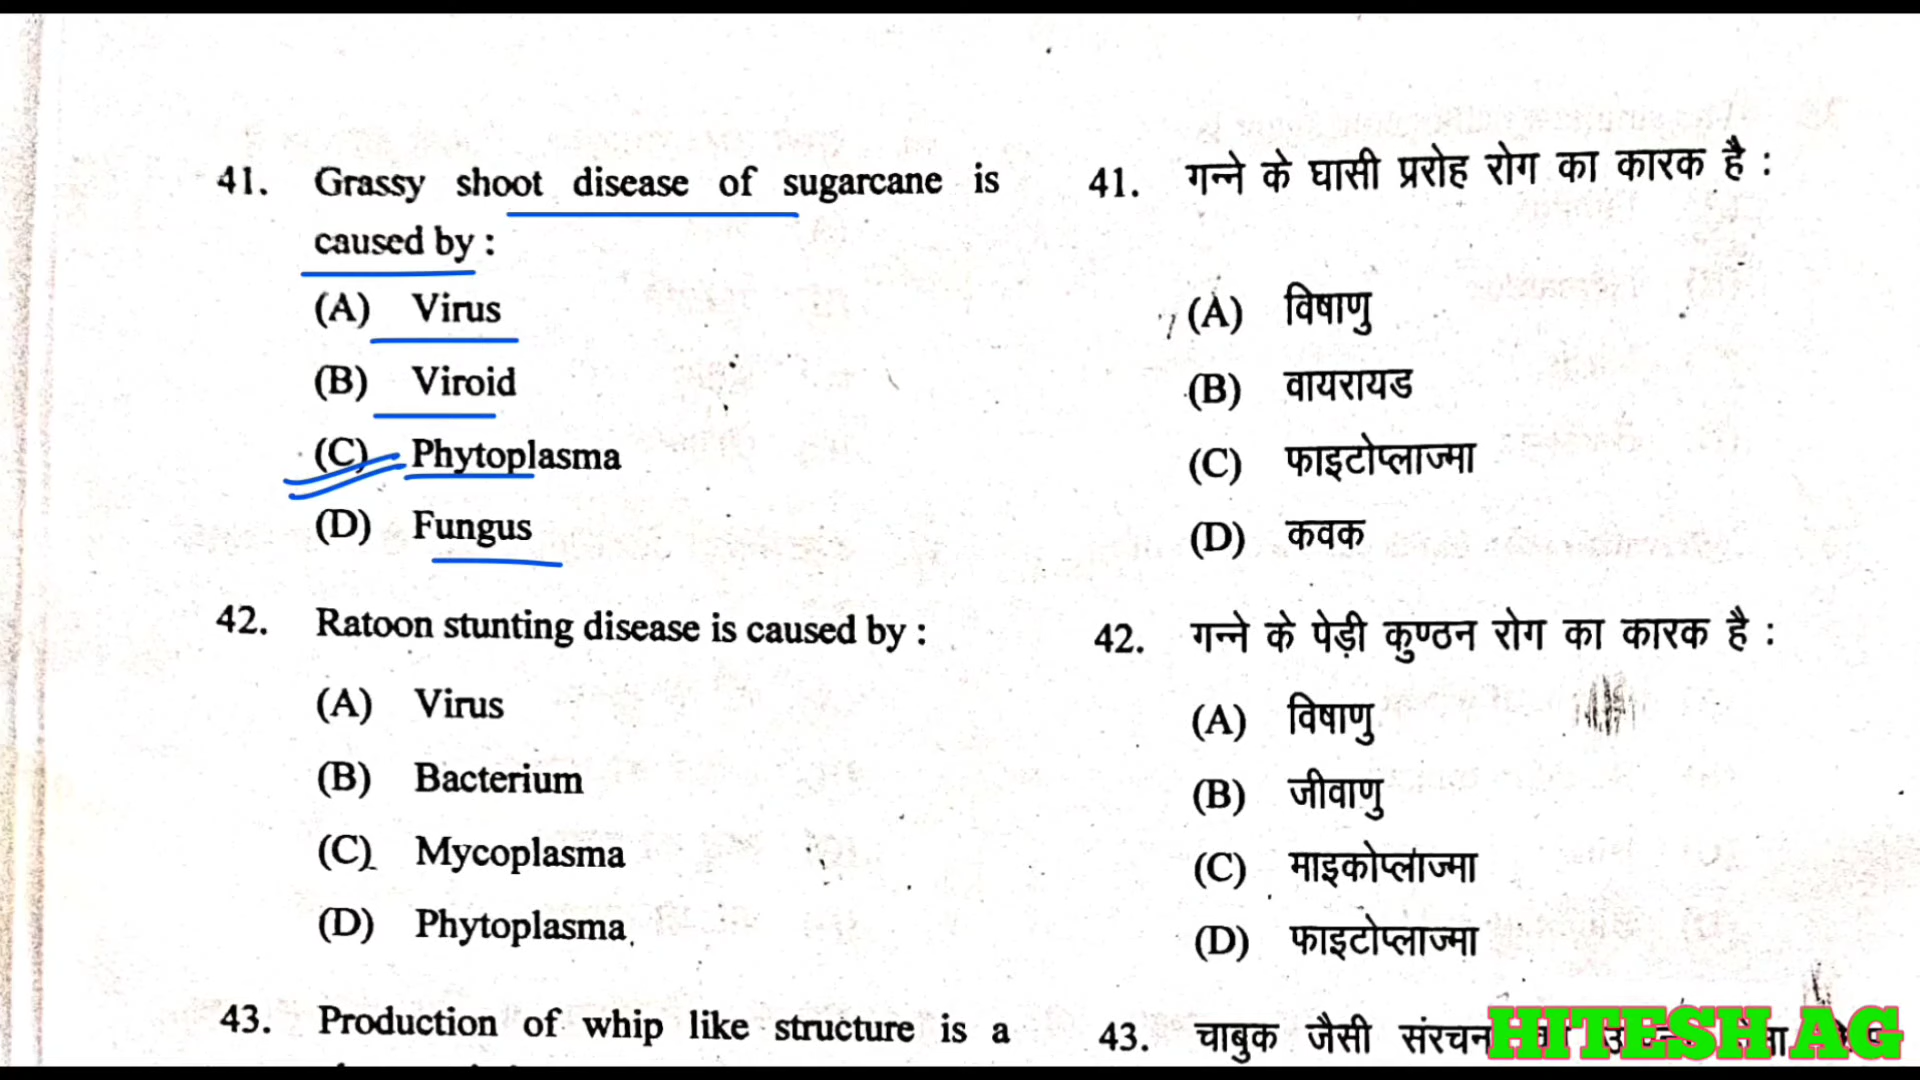 41. Grassy shoot disease of sugarcane is
caused by :
(A) Virus
(B) Viroid
(C) Phytoplasma
(D) Fungus
42. Ratoon stunting disease is caused by :
(A) Virus
(B) Bacterium
(C) Mycoplasma
(D) Phytoplasma
43. Production of whip like structure is a
41. गन्ने के घासी प्ररोह रोग का कारक है :
(A) विषाणु
(B) वायरायड
(C) फाइटोप्लाज्मा
(D) कवक
42. गन्ने के पेड़ी कुण्ठन रोग का कारक है :
(A) विषाणु
(B) जीवाणु
(C) माइकोप्लाज्मा
(D) फाइटोप्लाज्मा
43. चाबुक जैसी
HITESH AG